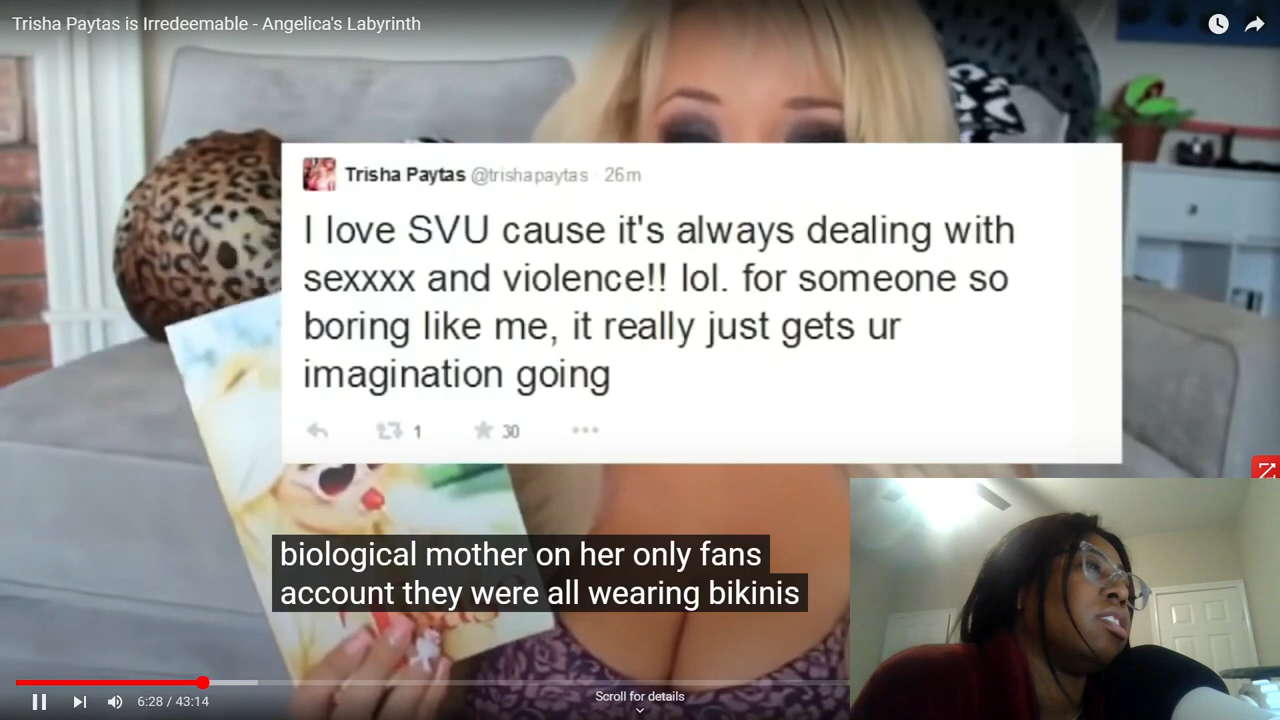 Trisha Paytas is Irredeemable - Angelica's Labyrinth
Trisha Paytas @trishapaytas · 26m
I love SVU cause it's always dealing with
sexxxx and violence!! lol. for someone so
boring like me, it really just gets ur
imagination going
1 30
biological mother on her only fans
account they were all wearing bikinis
Scroll for details
6:28 / 43:14